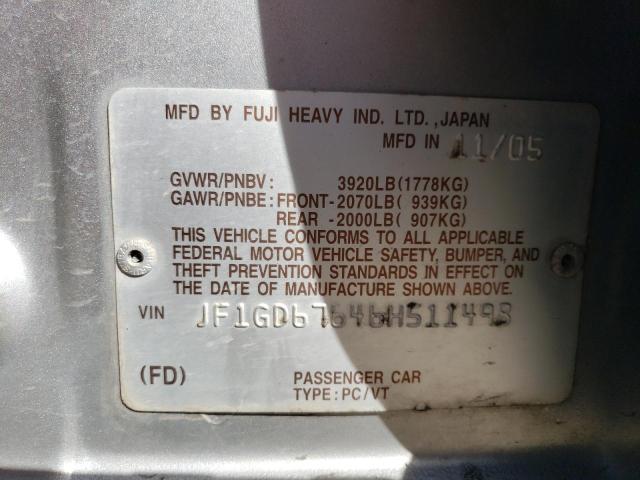 MFD BY FUJI HEAVY IND. LTD.,JAPAN
MFD IN 11/05
GVWR/PNBV: 3920LB(1778KG)
GAWR/PNBE: FRONT-2070LB( 939KG)
REAR -2000LB( 907KG)
THIS VEHICLE CONFORMS TO ALL APPLICABLE
FEDERAL MOTOR VEHICLE SAFETY, BUMPER, AND
THEFT PREVENTION STANDARDS IN EFFECT ON
THE DATE OF MANUFACTURE SHOWN ABOVE.
VIN JF1GD67646H511498
(FD) PASSENGER CAR
TYPE:PC/VT